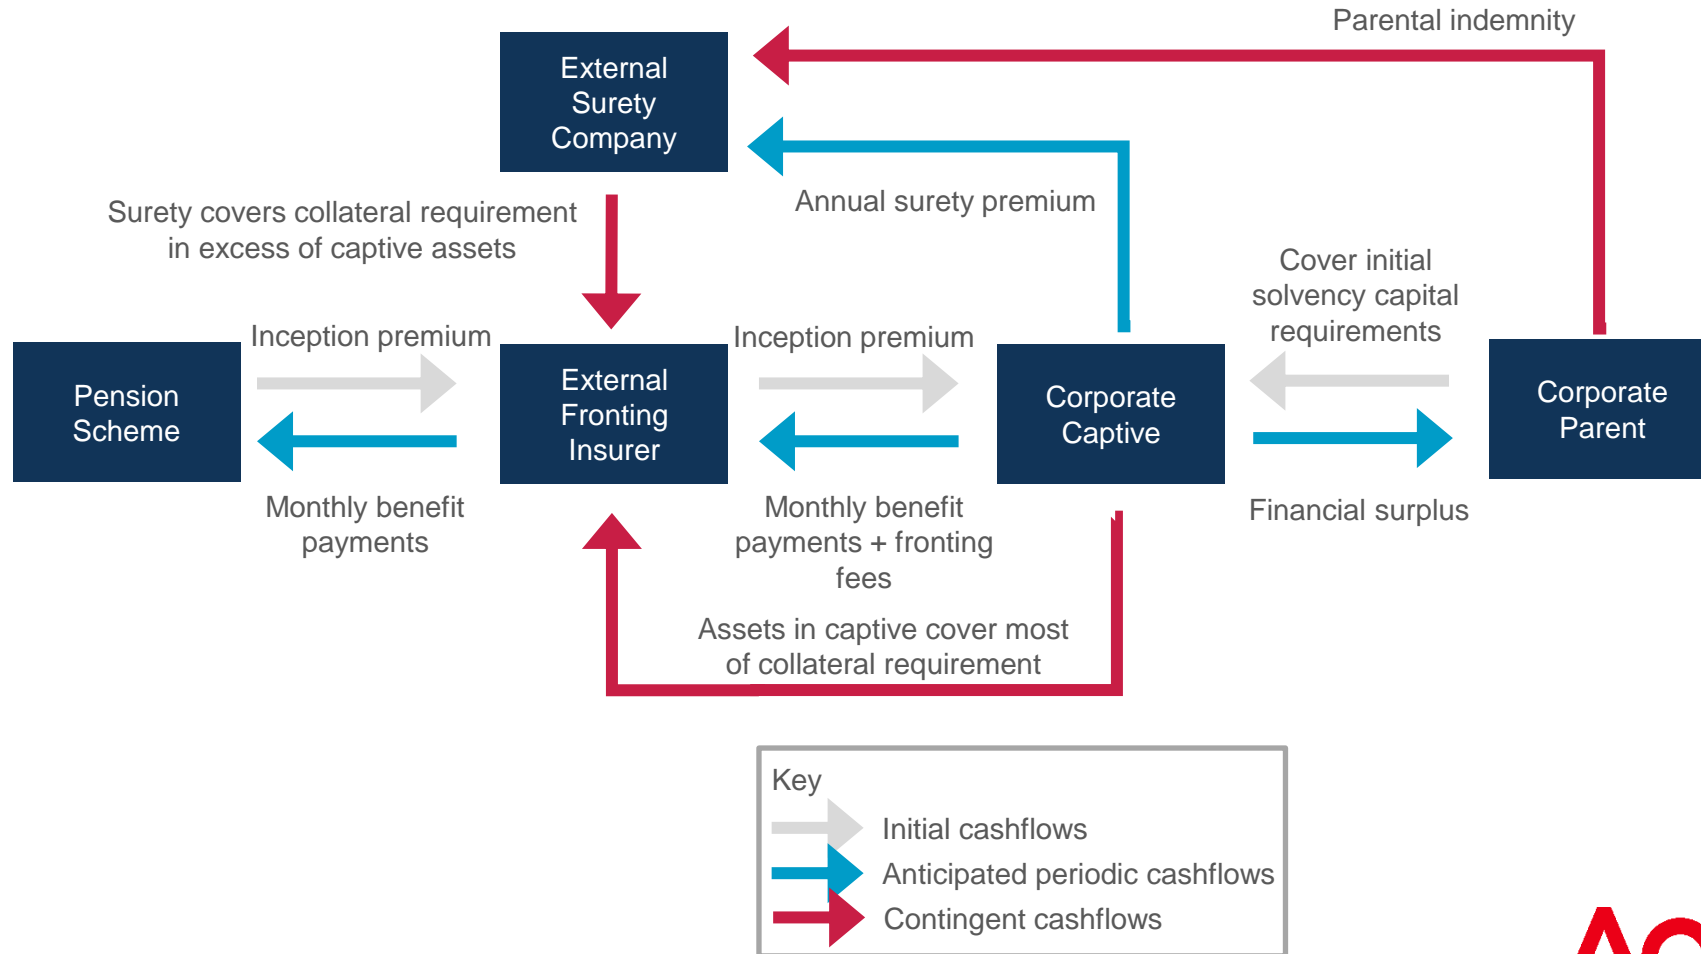 Parental indemnity
External
Surety
Company
Annual surety premium
Surety covers collateral requirement
in excess of captive assets
Cover initial
solvency capital
requirements
Inception premium
Inception premium
Pension
Scheme
External
Fronting
Insurer
Corporate
Captive
Corporate
Parent
Monthly benefit
payments
Monthly benefit
payments + fronting
fees
Financial surplus
Assets in captive cover most
of collateral requirement
Key
Initial cashflows
Anticipated periodic cashflows
Contingent cashflows